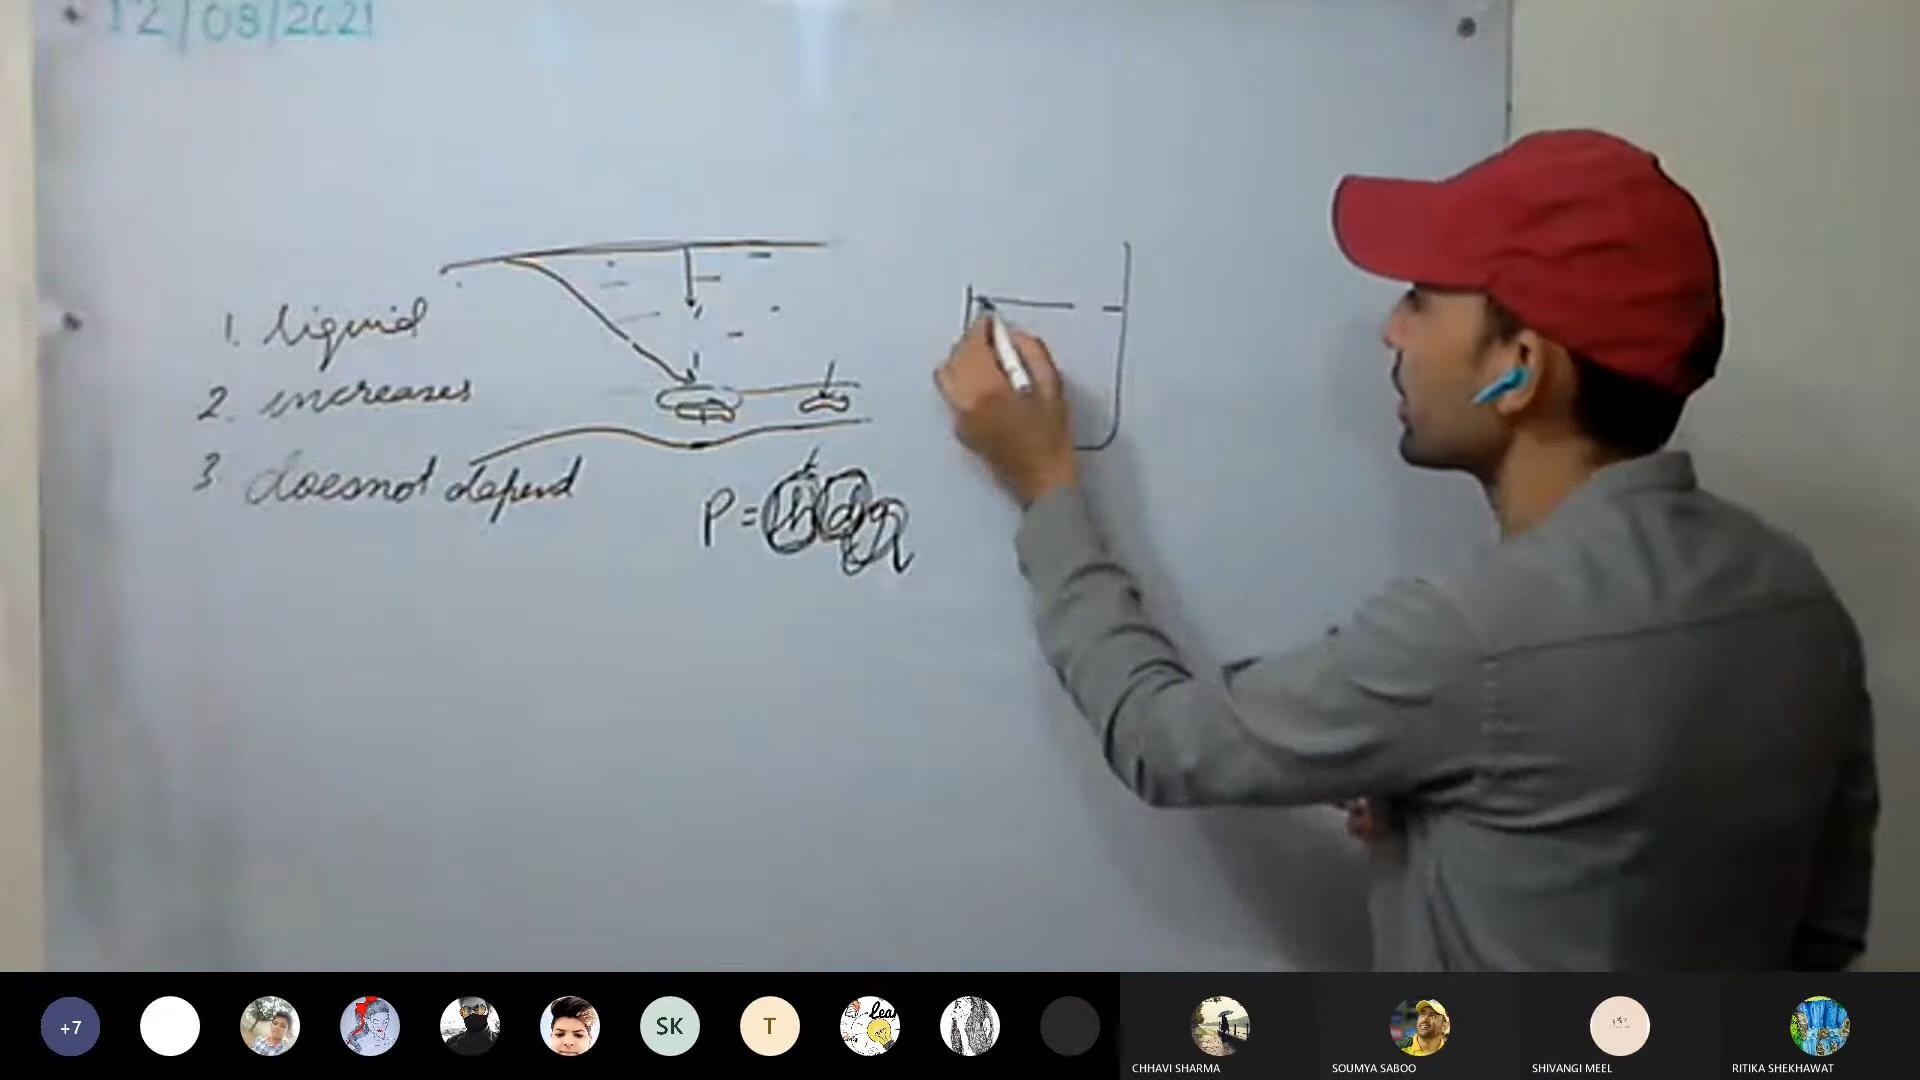 12/08/2021
1. liquid
2. increases
3 doesnot depend
P = hdg
+7
SK
T
CHHAVI SHARMA
SOUMYA SABOO
SHIVANGI MEEL
RITIKA SHEKHAWAT